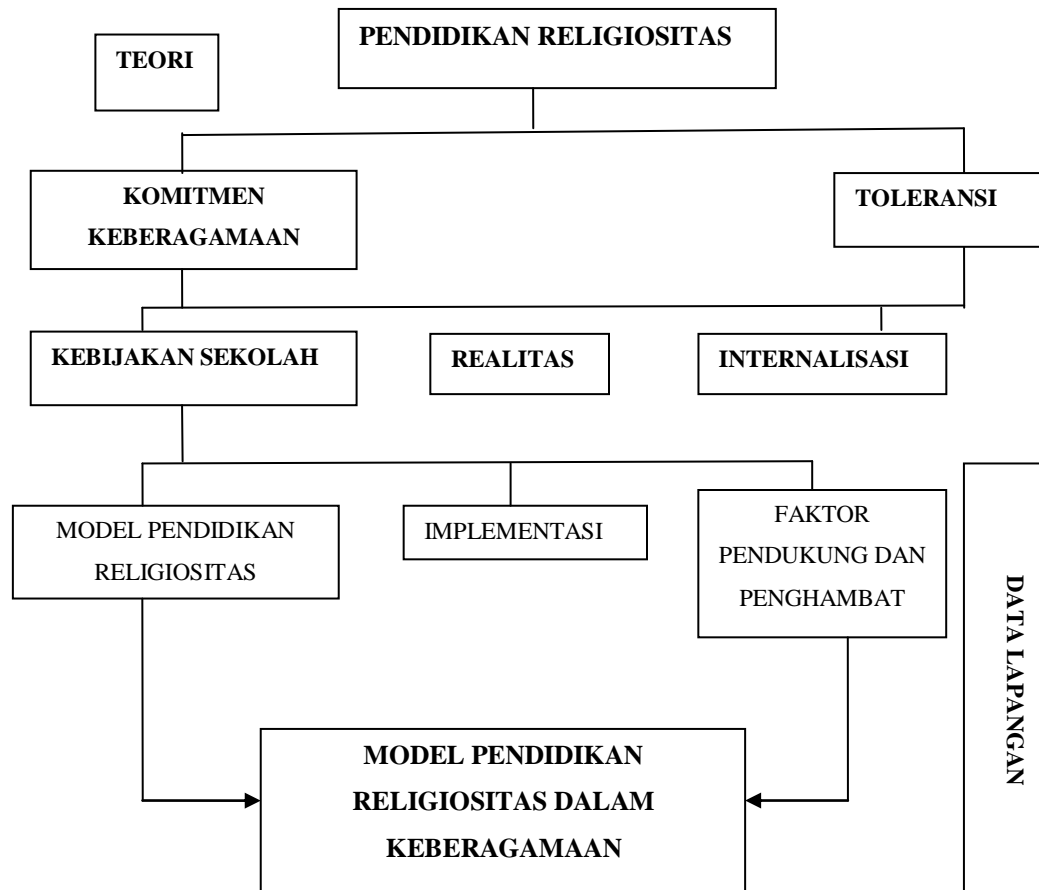 PENDIDIKAN RELIGIOSITAS
TEORI
KOMITMEN
KEBERAGAMAAN
TOLERANSI
KEBIJAKAN SEKOLAH
REALITAS
INTERNALISASI
MODEL PENDIDIKAN
RELIGIOSITAS
IMPLEMENTASI
FAKTOR
PENDUKUNG DAN
PENGHAMBAT
DATA LAPANGAN
MODEL PENDIDIKAN
RELIGIOSITAS DALAM
KEBERAGAMAAN